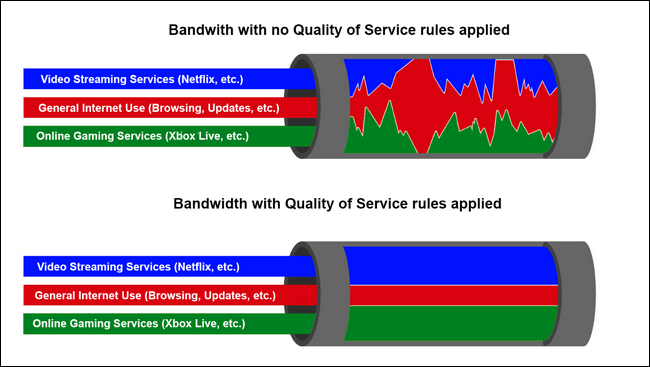 Bandwith with no Quality of Service rules applied
Video Streaming Services (Netflix, etc.)
General Internet Use (Browsing, Updates, etc.)
Online Gaming Services (Xbox Live, etc.)
Bandwidth with Quality of Service rules applied
Video Streaming Services (Netflix, etc.)
General Internet Use (Browsing, Updates, etc.)
Online Gaming Services (Xbox Live, etc.)